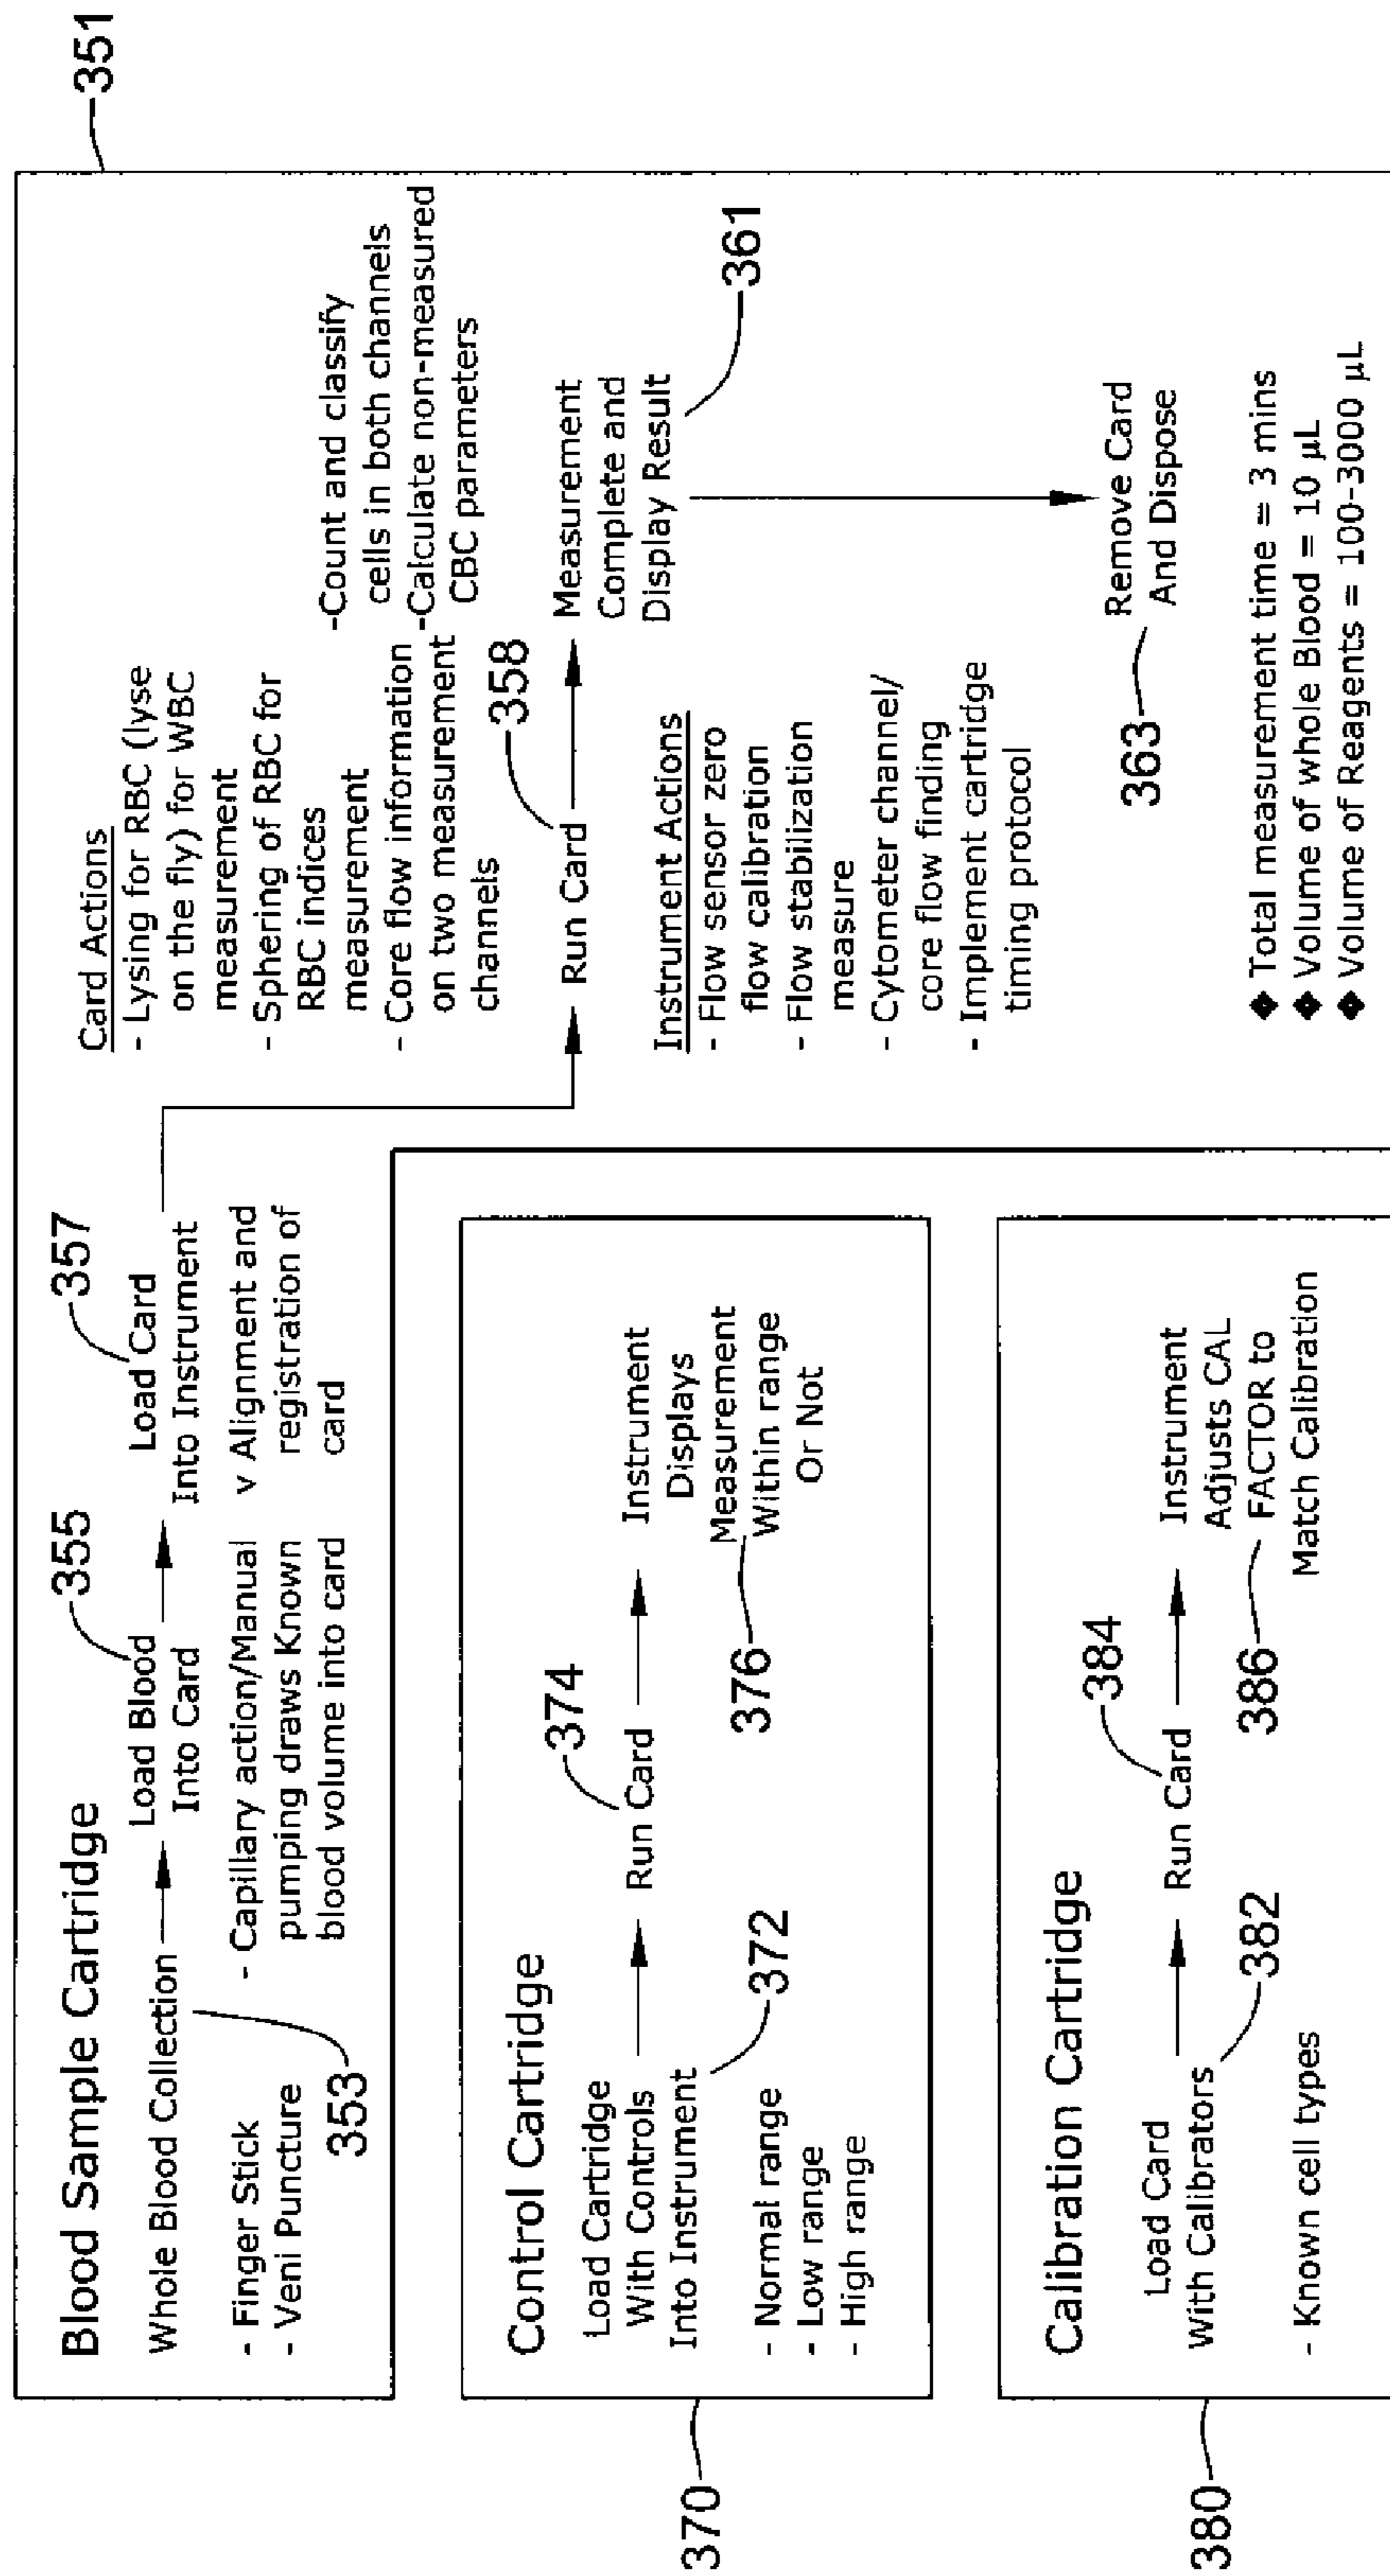 351
Blood Sample Cartridge
Whole Blood Collection
- Finger Stick
- Veni Puncture
353
355
Load Blood
Into Card
- Capillary action/Manual
pumping draws Known
blood volume into card
357
Load Card
Into Instrument
v Alignment and
registration of
card
Card Actions
- Lysing for RBC (lyse
on the fly) for WBC
measurement
- Sphering of RBC for
RBC indices
measurement
- Core flow information
on two measurement
channels
-Count and classify
cells in both channels
-Calculate non-measured
CBC parameters
358
Run Card
Measurement
Complete and
Display Result
361
Instrument Actions
- Flow sensor zero
flow calibration
- Flow stabilization
measure
- Cytometer channel/
core flow finding
- Implement cartridge
timing protocol
Remove Card
And Dispose
363
◆ Total measurement time = 3 mins
◆ Volume of whole Blood = 10 µL
◆ Volume of Reagents = 100-3000 µL
370
Control Cartridge
Load Cartridge
With Controls
Into Instrument
372
- Normal range
- Low range
- High range
374
Run Card
Instrument
Displays
Measurement
Within range
Or Not
376
380
Calibration Cartridge
Load Card
With Calibrators
382
- Known cell types
384
Run Card
Instrument
Adjusts CAL
FACTOR to
Match Calibration
386